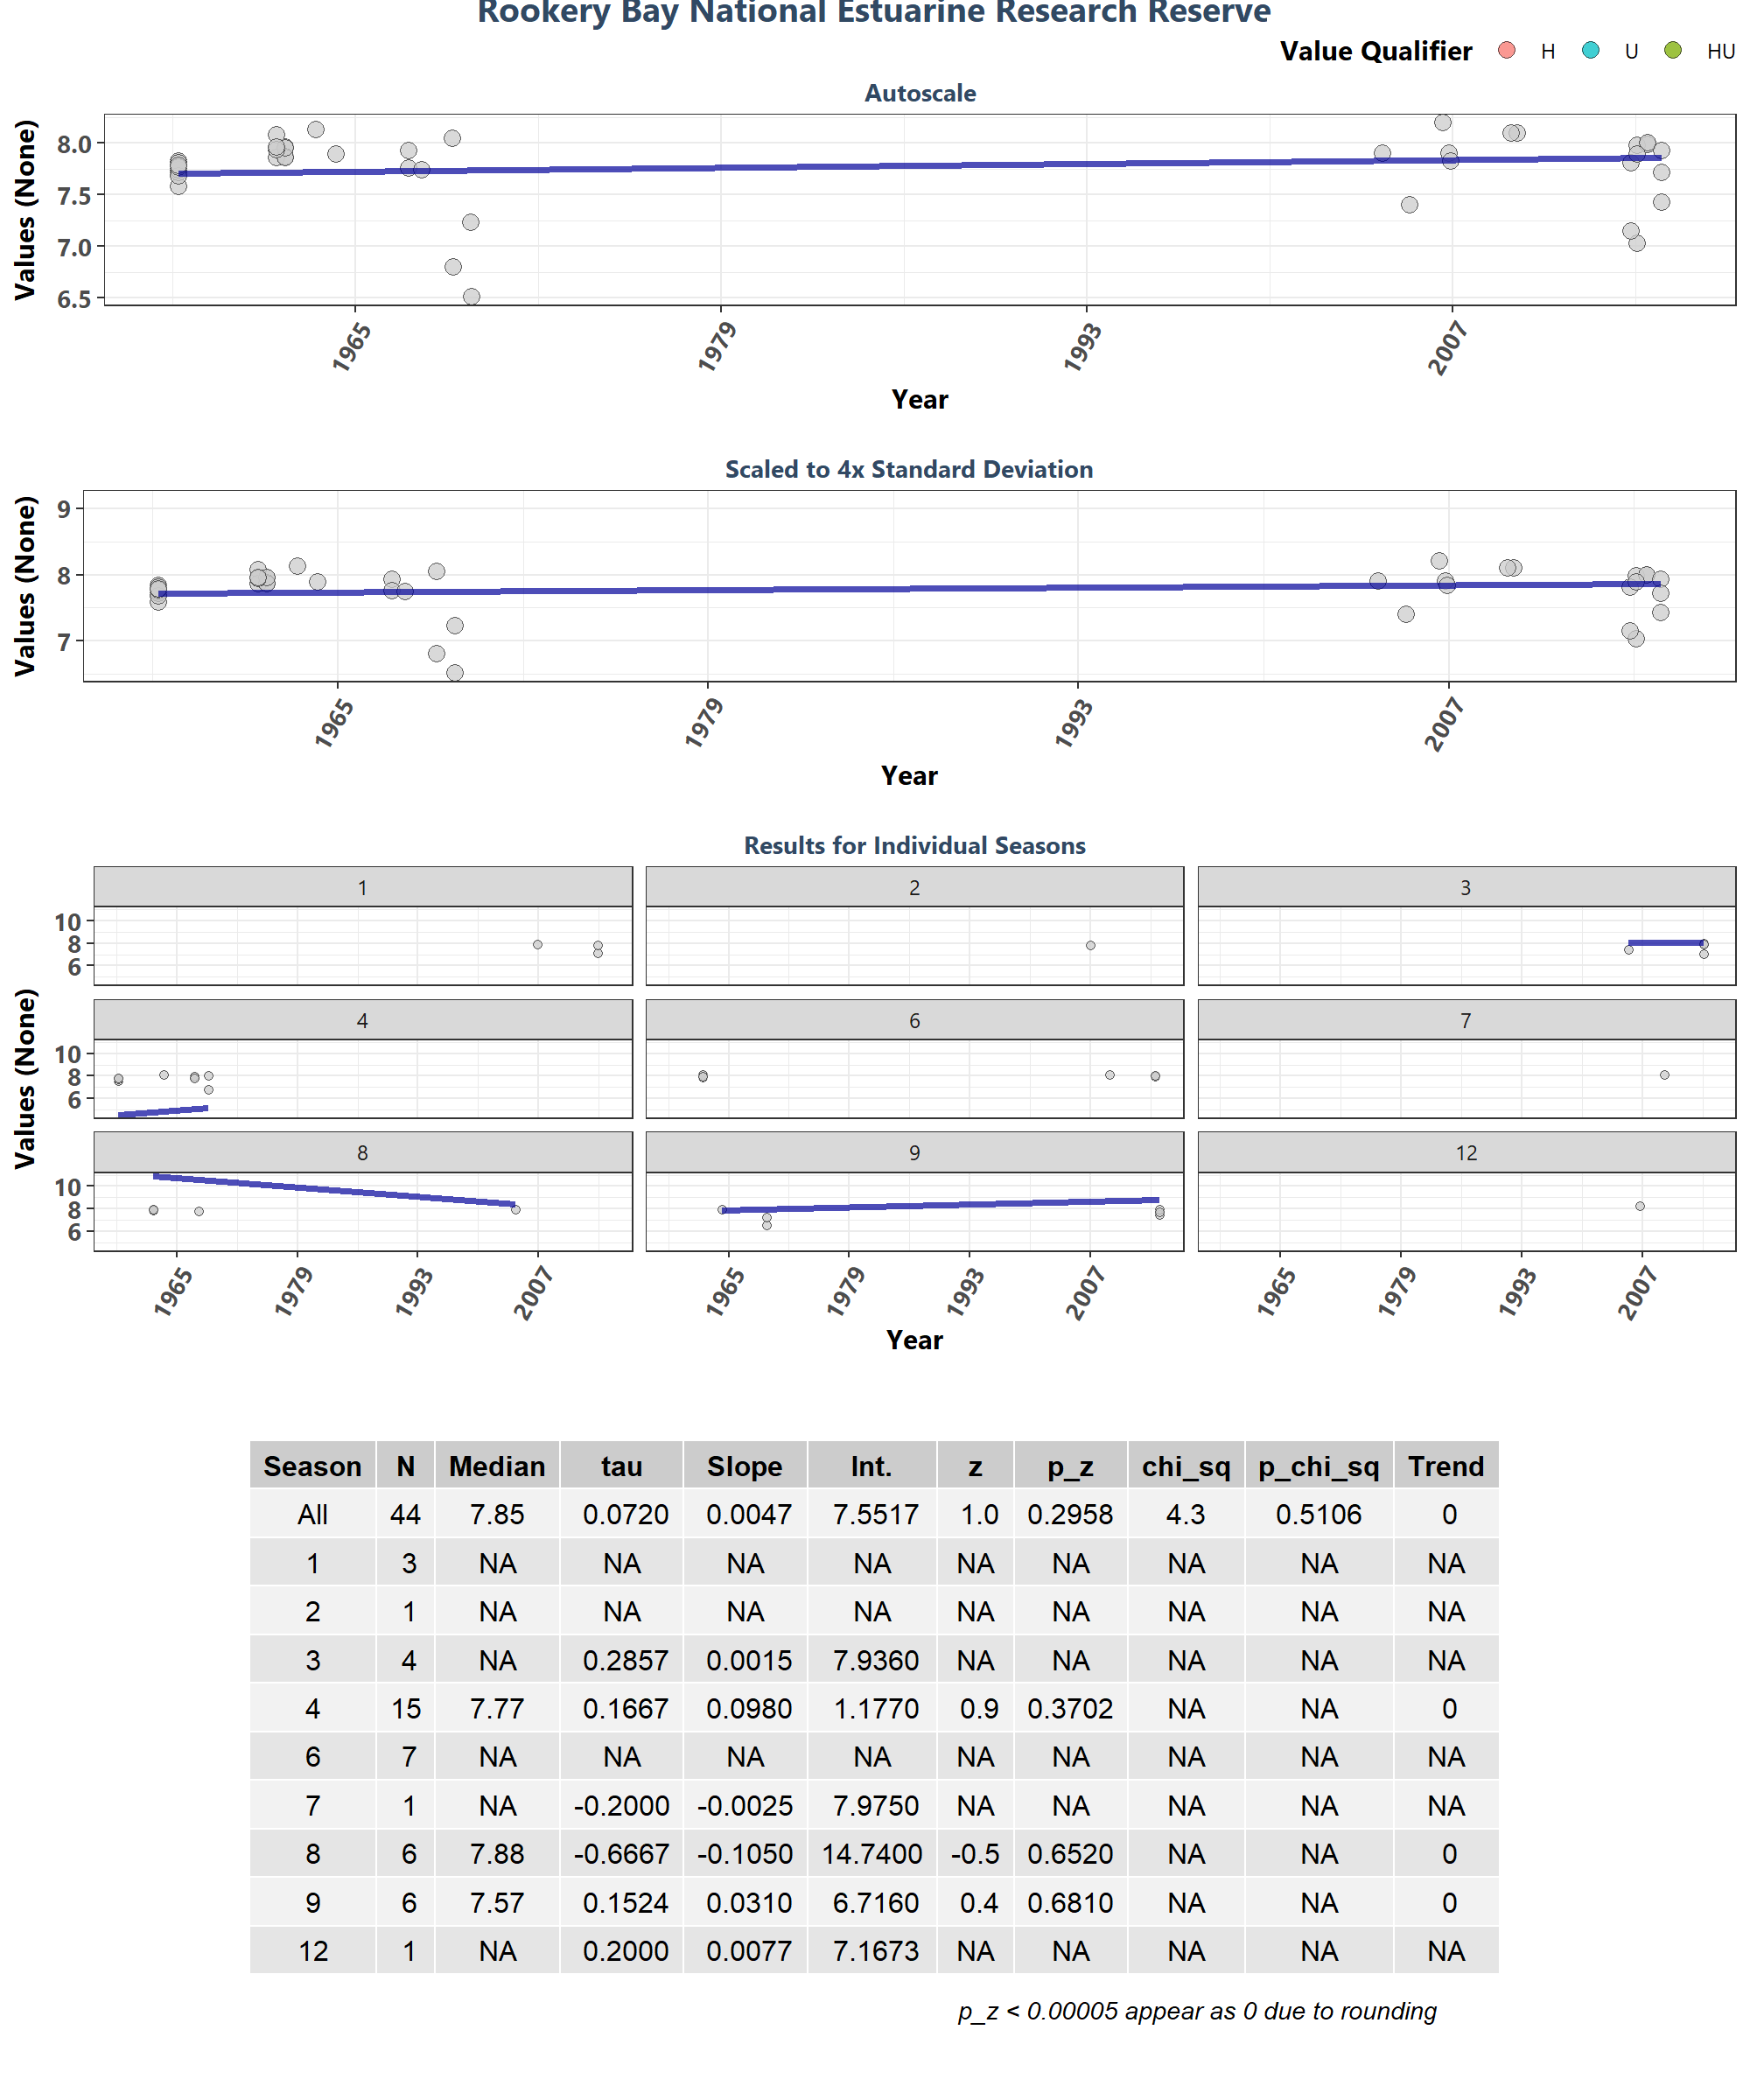 Rookery Bay National Estuarine Research Reserve
Value Qualifier H U HU
Autoscale
Values (None)
8.0
7.5
7.0
6.5
1965 1979 1993 2007
Year
Scaled to 4x Standard Deviation
Values (None)
9
8
7
1965 1979 1993 2007
Year
Results for Individual Seasons
Values (None)
1 2 3
10
8
6
4 6 7
10
8
6
8 9 12
10
8
6
1965 1979 1993 2007 1965 1979 1993 2007 1965 1979 1993 2007
Year
Season N Median tau Slope Int. z p_z chi_sq p_chi_sq Trend
All 44 7.85 0.0720 0.0047 7.5517 1.0 0.2958 4.3 0.5106 0
1 3 NA NA NA NA NA NA NA NA NA
2 1 NA NA NA NA NA NA NA NA NA
3 4 NA 0.2857 0.0015 7.9360 NA NA NA NA NA
4 15 7.77 0.1667 0.0980 1.1770 0.9 0.3702 NA NA 0
6 7 NA NA NA NA NA NA NA NA NA
7 1 NA -0.2000 -0.0025 7.9750 NA NA NA NA NA
8 6 7.88 -0.6667 -0.1050 14.7400 -0.5 0.6520 NA NA 0
9 6 7.57 0.1524 0.0310 6.7160 0.4 0.6810 NA NA 0
12 1 NA 0.2000 0.0077 7.1673 NA NA NA NA NA
p_z < 0.00005 appear as 0 due to rounding